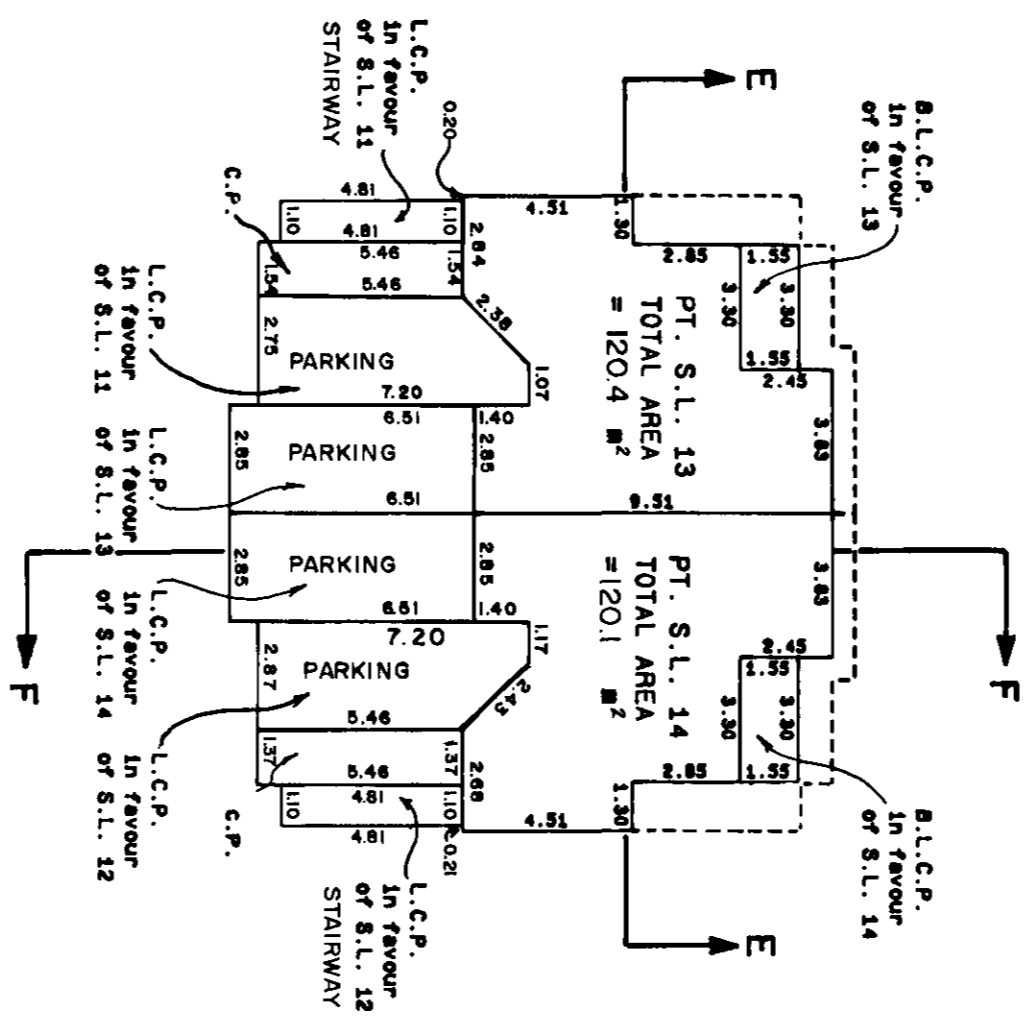 L.C.P.
in favour
of S.L. 11
STAIRWAY
0.20
E
B.L.C.P.
in favour
of S.L. 13
C.P.
4.81
1.10
4.81
1.10
5.46
1.54
5.46
1.54
2.84
4.51
1.30
2.85
1.55
3.30
3.30
1.55
2.45
2.38
1.07
3.83
PT. S.L. 13
TOTAL AREA
= 120.4 m²
L.C.P.
in favour
of S.L. 11
2.75
PARKING
7.20
6.51
1.40
L.C.P.
in favour
of S.L. 13
2.85
PARKING
2.85
6.51
9.51
L.C.P.
in favour
of S.L. 14
2.85
PARKING
2.85
6.51
1.40
7.20
1.17
PT. S.L. 14
TOTAL AREA
=120.1 m²
3.83
2.45
1.55
3.30
3.30
1.55
2.85
1.30
4.51
F
F
L.C.P.
in favour
of S.L. 12
2.87
PARKING
2.43
5.46
1.37
1.37
2.68
5.46
1.10
4.81
1.10
4.81
0.21
C.P.
L.C.P.
in favour
of S.L. 12
STAIRWAY
E
B.L.C.P.
in favour
of S.L. 14